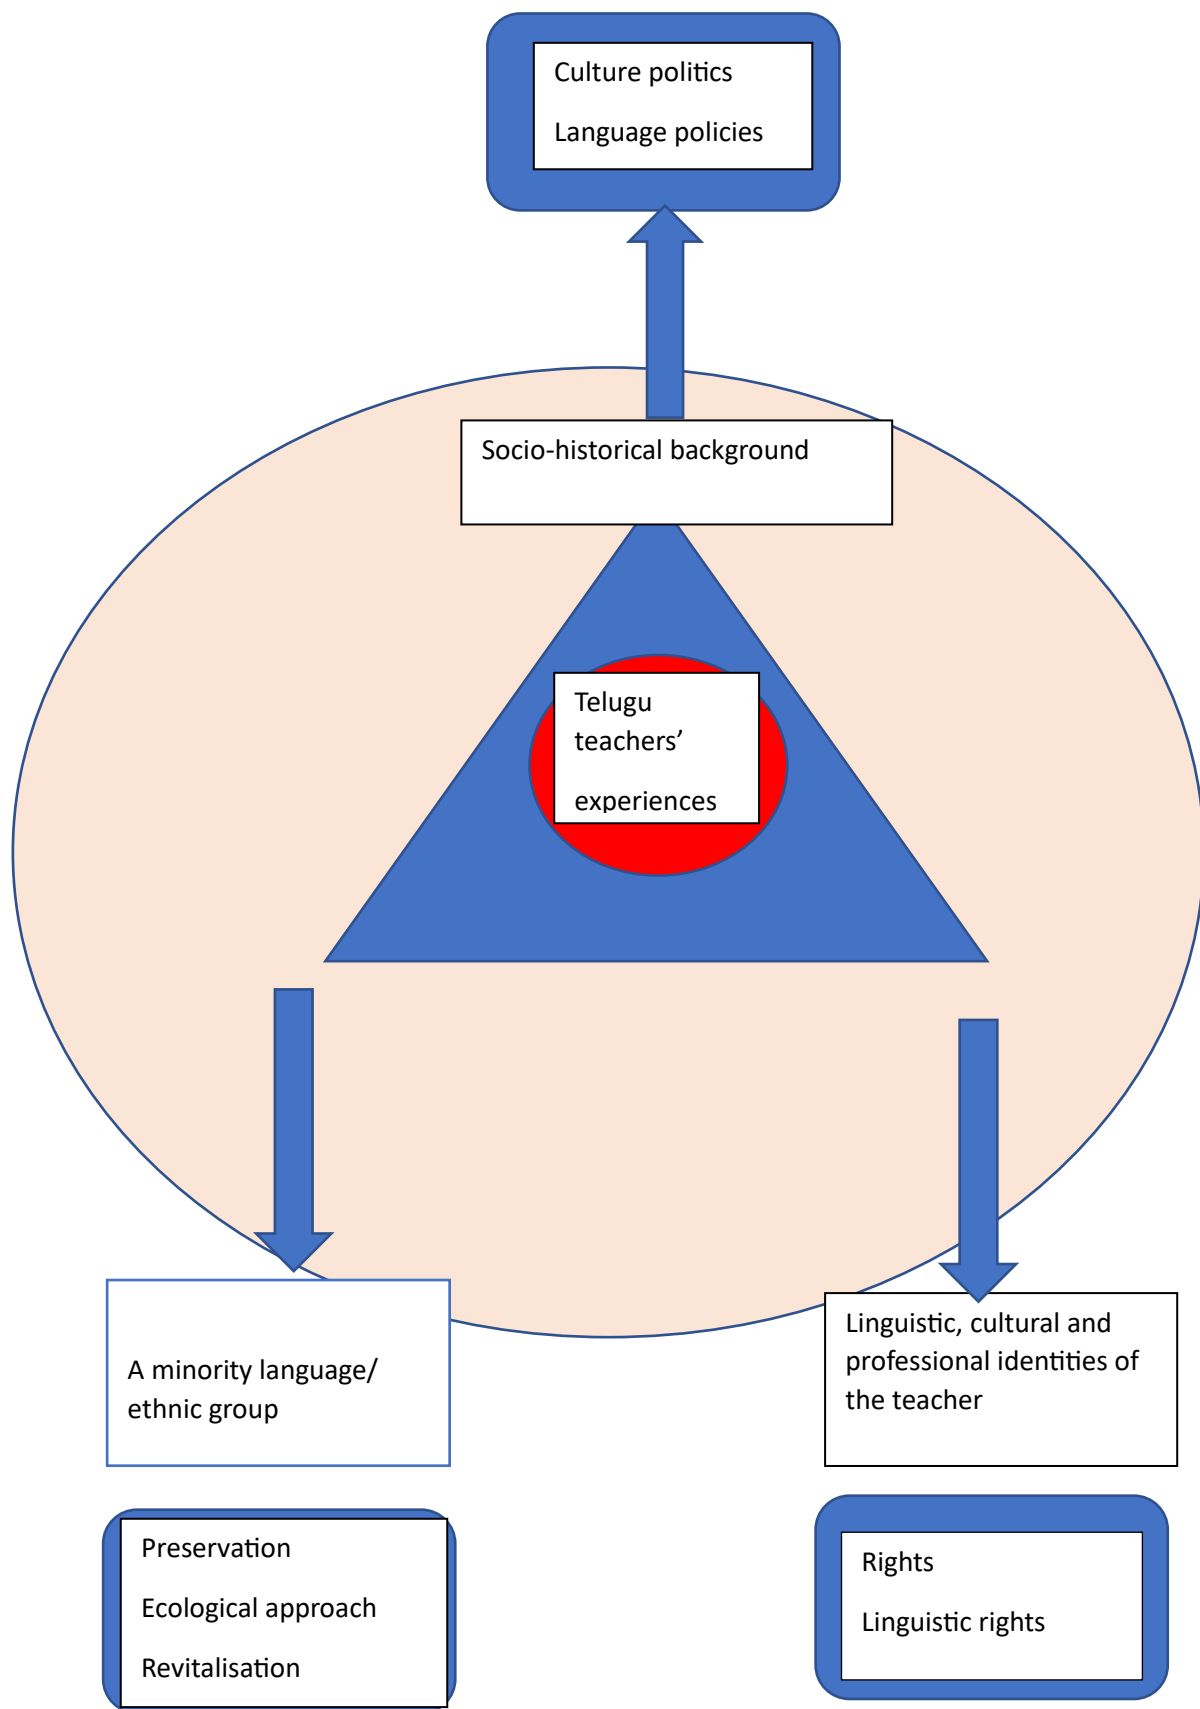 Culture politics
Language policies
Socio-historical background
Telugu
teachers’
experiences
A minority language/
ethnic group
Linguistic, cultural and
professional identities of
the teacher
Preservation
Ecological approach
Revitalisation
Rights
Linguistic rights